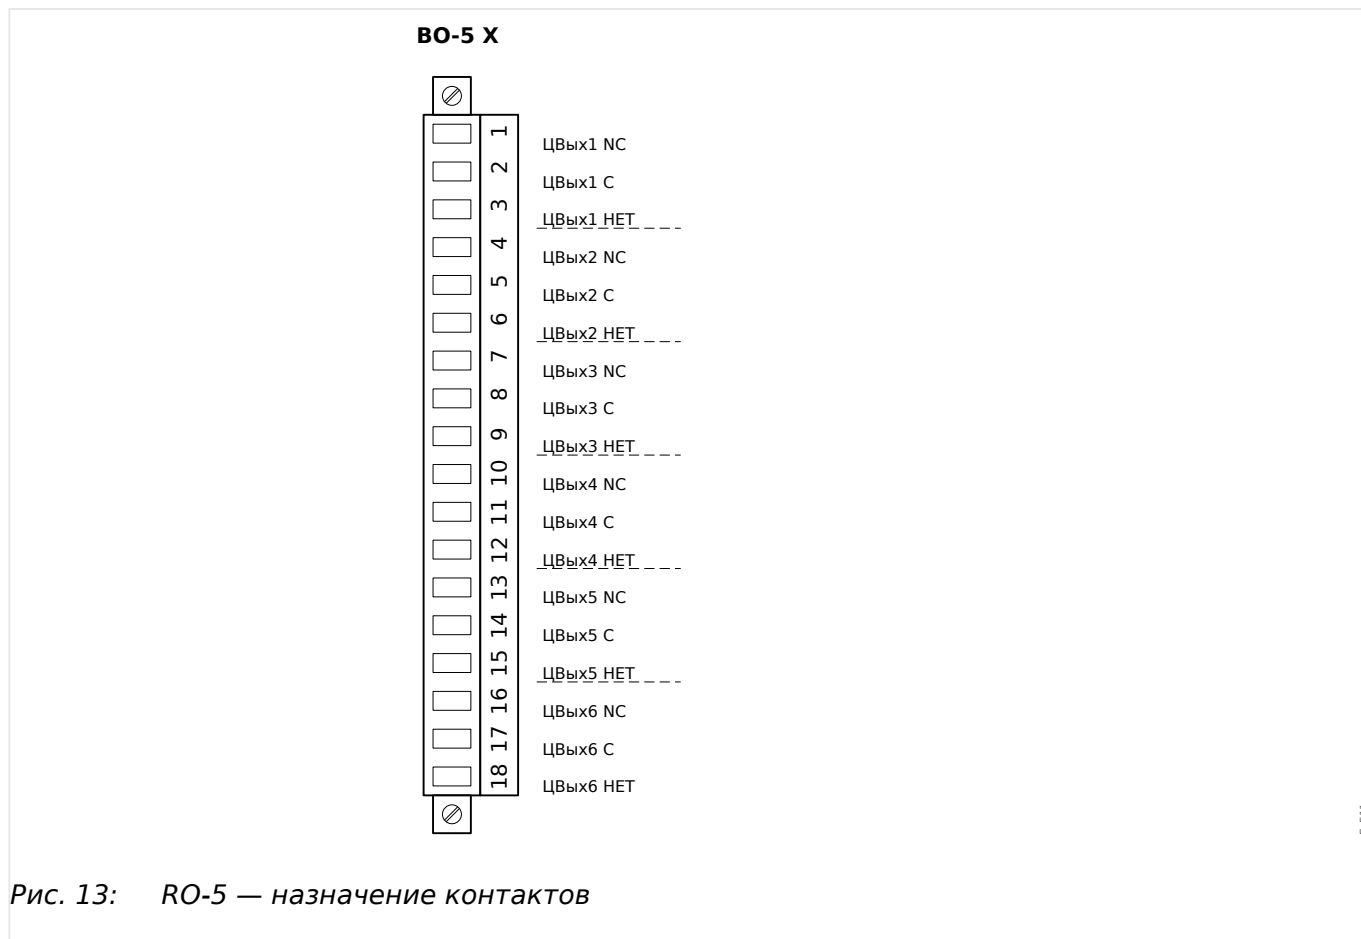 ВО-5 X
1 ЦВых1 NC
2 ЦВых1 C
3 ЦВых1 НЕТ
4 ЦВых2 NC
5 ЦВых2 C
6 ЦВых2 НЕТ
7 ЦВых3 NC
8 ЦВых3 C
9 ЦВых3 НЕТ
10 ЦВых4 NC
11 ЦВых4 C
12 ЦВых4 НЕТ
13 ЦВых5 NC
14 ЦВых5 C
15 ЦВых5 НЕТ
16 ЦВых6 NC
17 ЦВых6 C
18 ЦВых6 НЕТ
Рис. 13: RO-5 — назначение контактов